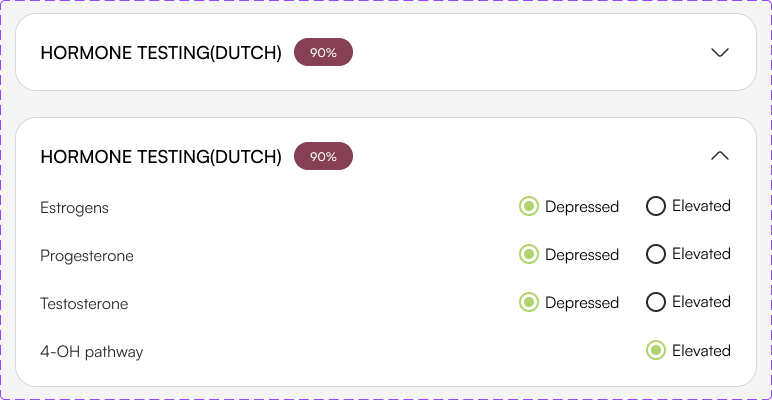 HORMONE TESTING(DUTCH) 90%
HORMONE TESTING(DUTCH) 90%
Estrogens Depressed Elevated
Progesterone Depressed Elevated
Testosterone Depressed Elevated
4-OH pathway Elevated